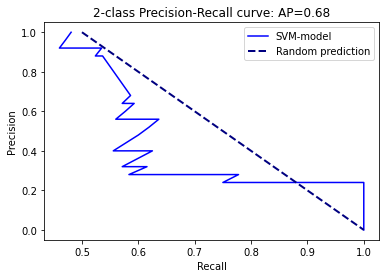 2-class Precision-Recall curve: AP=0.68
SVM-model
Random prediction
Precision
1.0
0.8
0.6
0.4
0.2
0.0
0.5 0.6 0.7 0.8 0.9 1.0
Recall